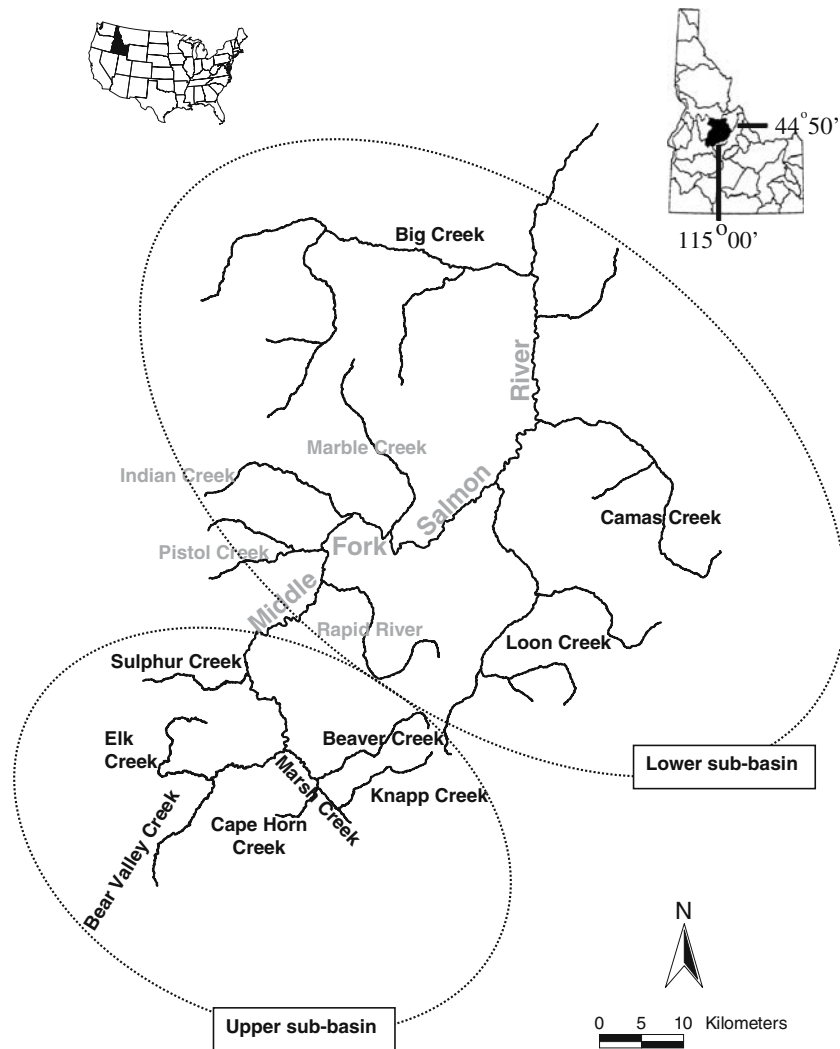 44°50'
115°00'
Big Creek
River
Marble Creek
Indian Creek
Salmon
Camas Creek
Pistol Creek
Fork
Middle
Rapid River
Loon Creek
Sulphur Creek
Elk
Creek
Beaver Creek
Marsh Creek
Knapp Creek
Lower sub-basin
Bear Valley Creek
Cape Horn
Creek
N
Upper sub-basin
0 5 10 Kilometers